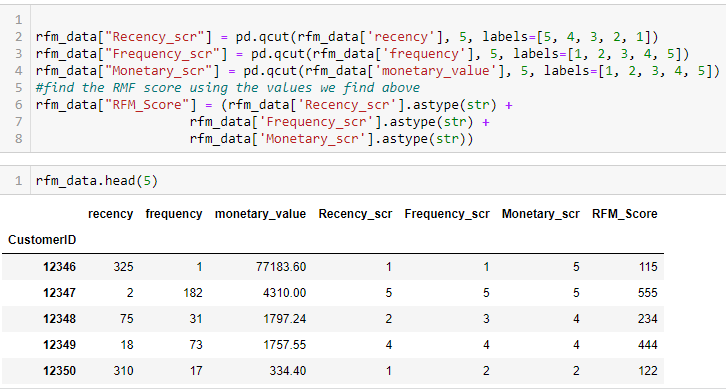 1
2 rfm_data["Recency_scr"] = pd.qcut(rfm_data['recency'], 5, labels=[5, 4, 3, 2, 1])
3 rfm_data["Frequency_scr"] = pd.qcut(rfm_data['frequency'], 5, labels=[1, 2, 3, 4, 5])
4 rfm_data["Monetary_scr"] = pd.qcut(rfm_data['monetary_value'], 5, labels=[1, 2, 3, 4, 5])
5 #find the RMF score using the values we find above
6 rfm_data["RFM_Score"] = (rfm_data['Recency_scr'].astype(str) +
7 rfm_data['Frequency_scr'].astype(str) +
8 rfm_data['Monetary_scr'].astype(str))
1 rfm_data.head(5)
recency frequency monetary_value Recency_scr Frequency_scr Monetary_scr RFM_Score
CustomerID
12346 325 1 77183.60 1 1 5 115
12347 2 182 4310.00 5 5 5 555
12348 75 31 1797.24 2 3 4 234
12349 18 73 1757.55 4 4 4 444
12350 310 17 334.40 1 2 2 122